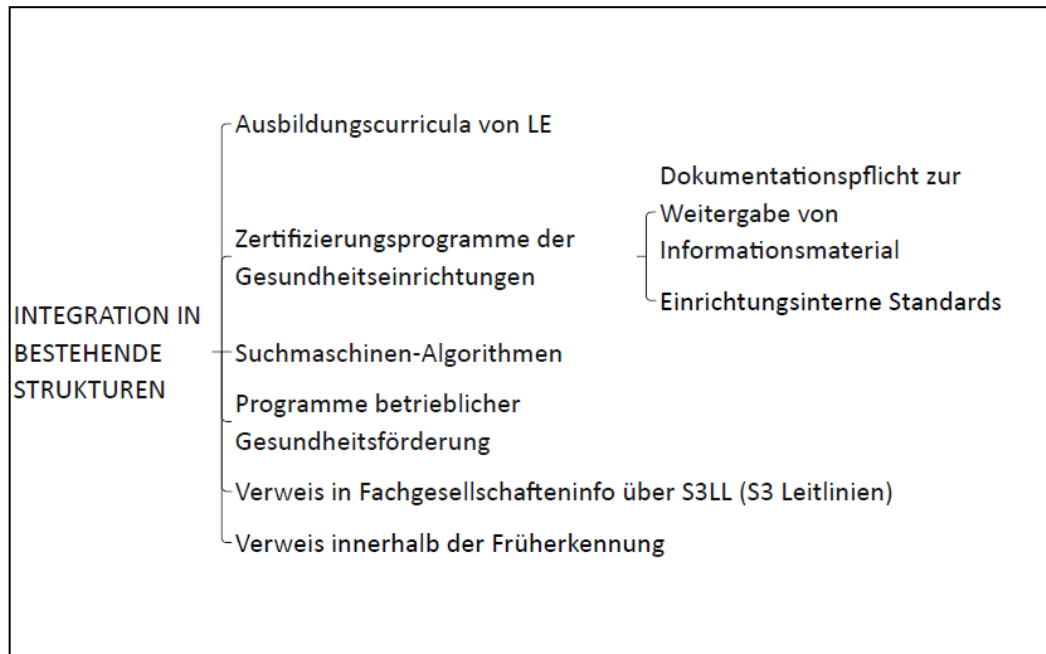 INTEGRATION IN
BESTEHENDE
STRUKTUREN
Ausbildungscurricula von LE
Zertifizierungsprogramme der
Gesundheitseinrichtungen
Dokumentationspflicht zur
Weitergabe von
Informationsmaterial
Einrichtungsinterne Standards
Suchmaschinen-Algorithmen
Programme betrieblicher
Gesundheitsförderung
Verweis in Fachgesellschafteninfo über S3LL (S3 Leitlinien)
Verweis innerhalb der Früherkennung